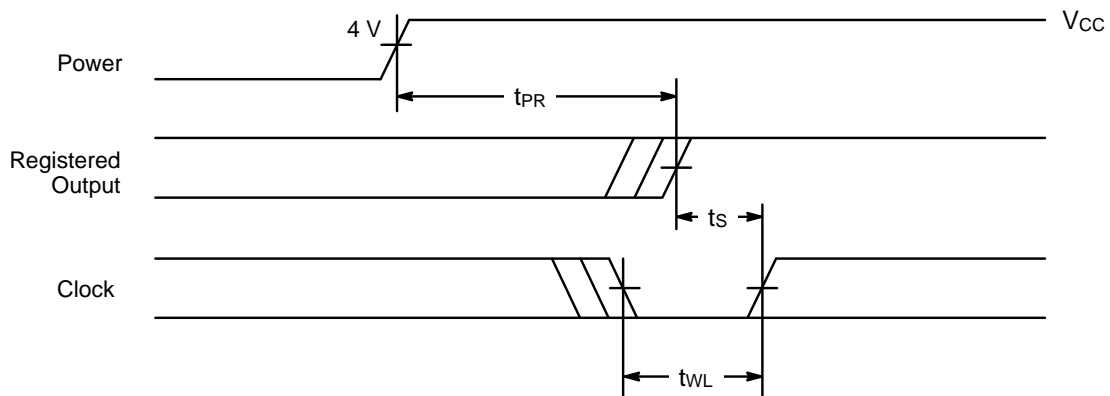 4 V
VCC
Power
tPR
Registered
Output
tS
Clock
tWL